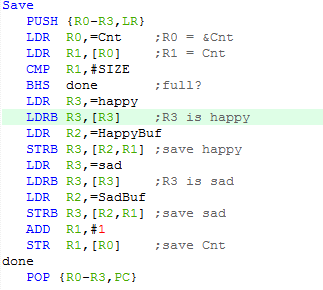 Save
PUSH {R0-R3,LR}
LDR R0,=Cnt ;R0 = &Cnt
LDR R1,[R0] ;R1 = Cnt
CMP R1,#SIZE
BHS done ;full?
LDR R3,=happy
LDRB R3,[R3] ;R3 is happy
LDR R2,=HappyBuf
STRB R3,[R2,R1] ;save happy
LDR R3,=sad
LDRB R3,[R3] ;R3 is sad
LDR R2,=SadBuf
STRB R3,[R2,R1] ;save sad
ADD R1,#1
STR R1,[R0] ;save Cnt
done
POP {R0-R3,PC}